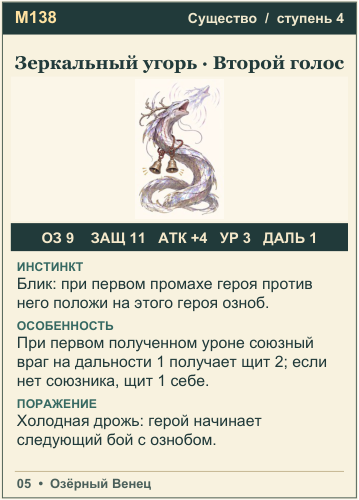 M138
Существо / ступень 4
Зеркальный угорь · Второй голос
ОЗ 9 ЗАЩ 11 АТК +4 УР 3 ДАЛЬ 1
ИНСТИНКТ
Блик: при первом промахе героя против
него положи на этого героя озноб.
ОСОБЕННОСТЬ
При первом полученном уроне союзный
враг на дальности 1 получает щит 2; если
нет союзника, щит 1 себе.
ПОРАЖЕНИЕ
Холодная дрожь: герой начинает
следующий бой с ознобом.
05 • Озёрный Венец